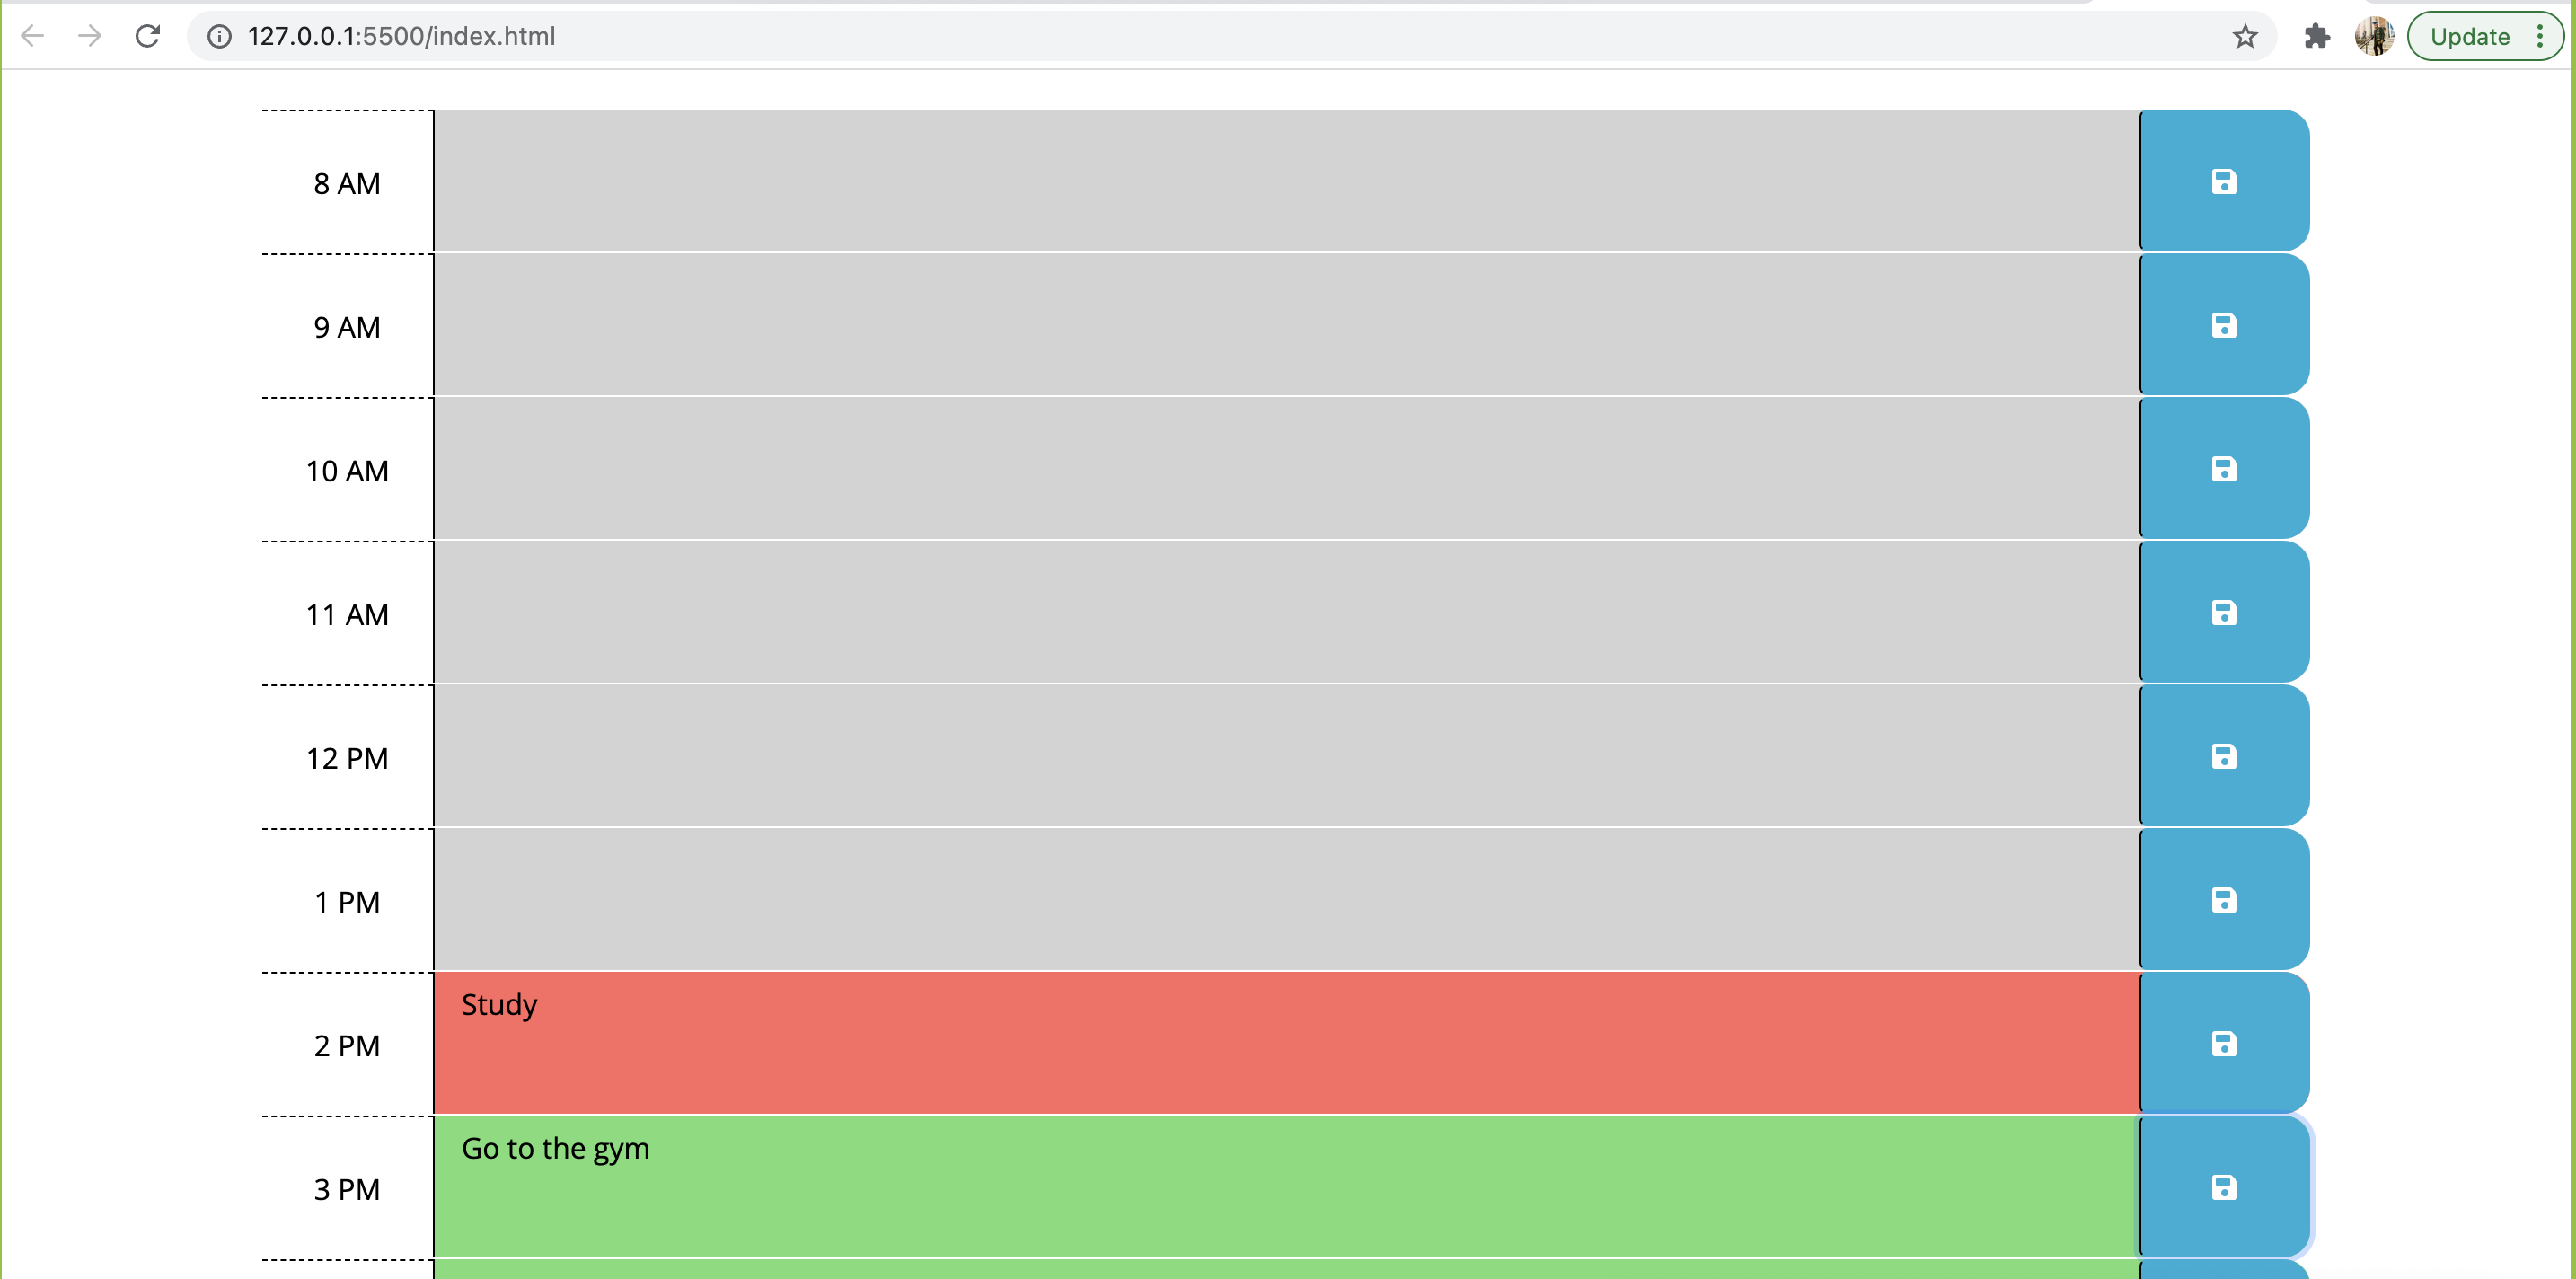 127.0.0.1:5500/index.html
Update
8 AM
9 AM
10 AM
11 AM
12 PM
1 PM
Study
2 PM
Go to the gym
3 PM